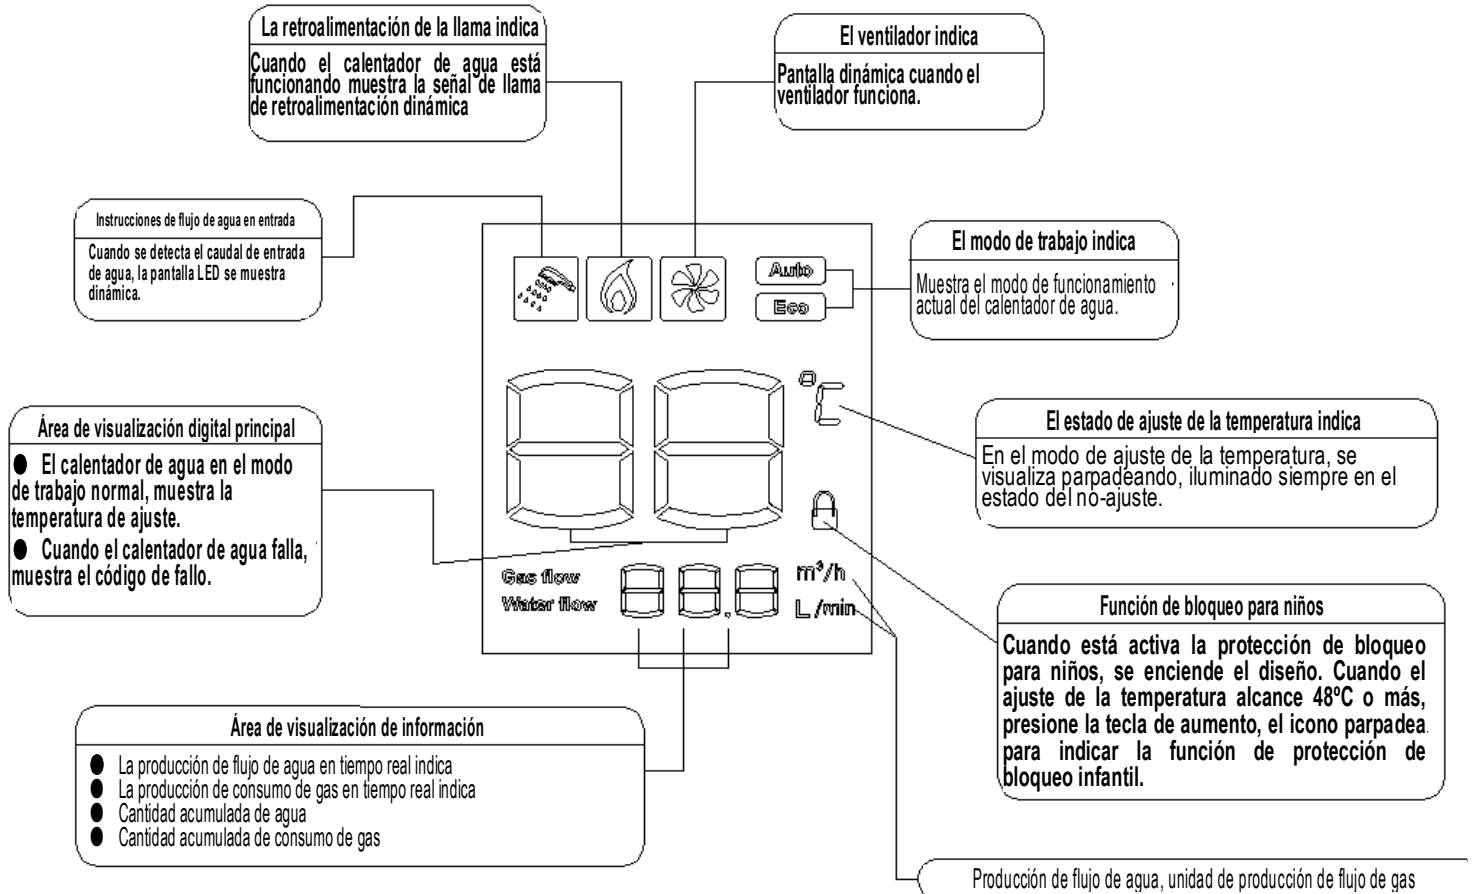 La retroalimentación de la llama indica
Cuando el calentador de agua está
funcionando muestra la señal de llama
de retroalimentación dinámica
El ventilador indica
Pantalla dinámica cuando el
ventilador funciona.
Instrucciones de flujo de agua en entrada
Cuando se detecta el caudal de entrada
de agua, la pantalla LED se muestra
dinámica.
Auto
Eco
El modo de trabajo indica
Muestra el modo de funcionamiento
actual del calentador de agua.
Área de visualización digital principal
● El calentador de agua en el modo
de trabajo normal, muestra la
temperatura de ajuste.
● Cuando el calentador de agua falla,
muestra el código de fallo.
°C
El estado de ajuste de la temperatura indica
En el modo de ajuste de la temperatura, se
visualiza parpadeando, iluminado siempre en el
estado del no-ajuste.
Gas flow
Water flow
88.8
m³/h
L/min
Función de bloqueo para niños
Cuando está activa la protección de bloqueo
para niños, se enciende el diseño. Cuando el
ajuste de la temperatura alcance 48ºC o más,
presione la tecla de aumento, el icono parpadea
para indicar la función de protección de
bloqueo infantil.
Área de visualización de información
● La producción de flujo de agua en tiempo real indica
● La producción de consumo de gas en tiempo real indica
● Cantidad acumulada de agua
● Cantidad acumulada de consumo de gas
Producción de flujo de agua, unidad de producción de flujo de gas